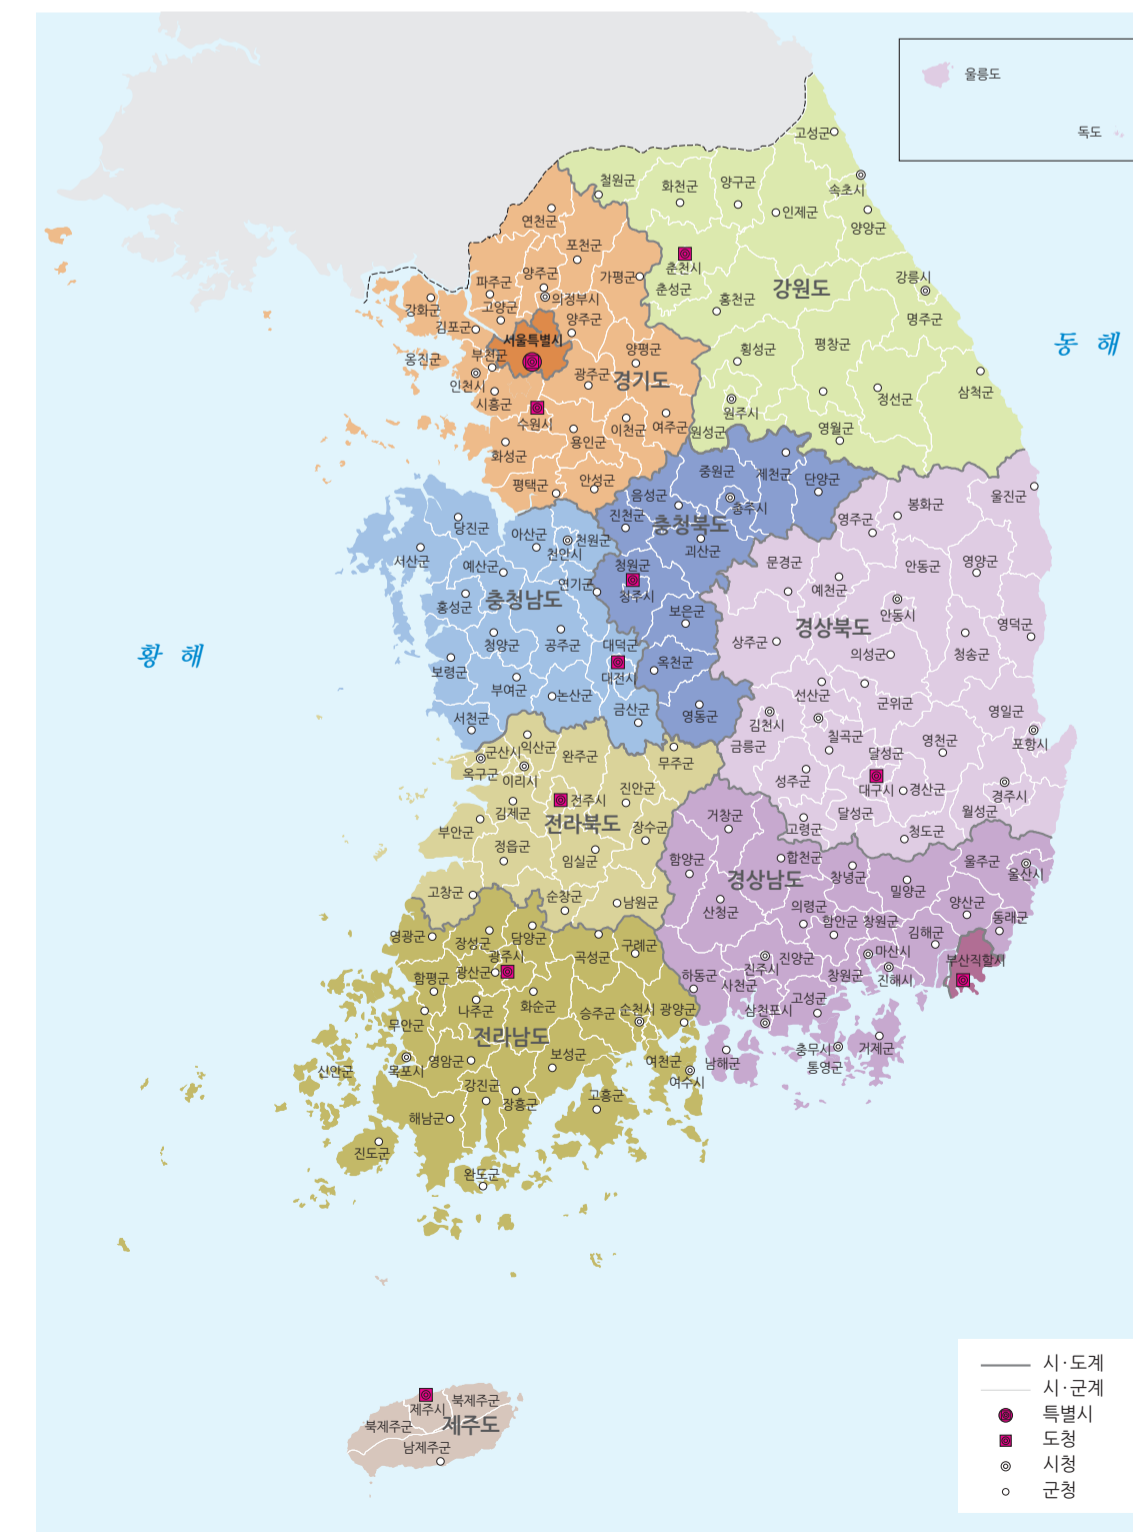 울릉도
독도
고성군
철원군
화천군
양구군
속초시
인제군
연천군
양양군
포천군
춘천시
강릉시
양주군
가평군
파주군
춘성군
강원도
의정부시
홍천군
고양군
강화군
명주군
양주군
김포군
서울특별시
동 해
평창군
양평군
횡성군
부천군
옹진군
광주군
경기도
인천시
삼척군
정선군
시흥군
원주시
수원시
이천군
여주군
영월군
원성군
용인군
화성군
중원군
제천군
단양군
안성군
평택군
음성군
울진군
봉화군
충주시
진천군
영주군
충청북도
당진군
아산군
천원군
괴산군
천안시
서산군
문경군
영양군
청원군
안동군
예산군
연기군
예천군
청주시
충청남도
홍성군
보은군
안동시
영덕군
경상북도
상주군
청양군
공주군
대덕군
황 해
의성군
청송군
옥천군
보령군
대전시
부여군
논산군
선산군
군위군
금산군
영일군
서천군
영동군
김천시
칠곡군
영천군
포항시
금릉군
익산군
군산시
완주군
달성군
무주군
옥구군
이리시
성주군
진안군
대구시
경산군
경주시
전주시
김제군
월성군
거창군
달성군
전라북도
부안군
장수군
고령군
청도군
정읍군
임실군
함양군
합천군
울주군
울산시
경상남도
창녕군
밀양군
고창군
순창군
남원군
산청군
의령군
양산군
동래군
함안군
창원군
영광군
장성군
담양군
구례군
김해군
광주시
곡성군
마산시
부산직할시
광산군
진양군
함평군
진주시
하동군
창원군
진해시
사천군
고성군
나주군
화순군
승주군
순천시
광양군
삼천포시
무안군
전라남도
충무시
거제군
영암군
보성군
여천군
남해군
통영군
신안군
목포시
여수시
강진군
장흥군
고흥군
해남군
진도군
완도군
북제주군
제주시
북제주군
제주도
남제주군
시·도계
시·군계
특별시
도청
시청
군청